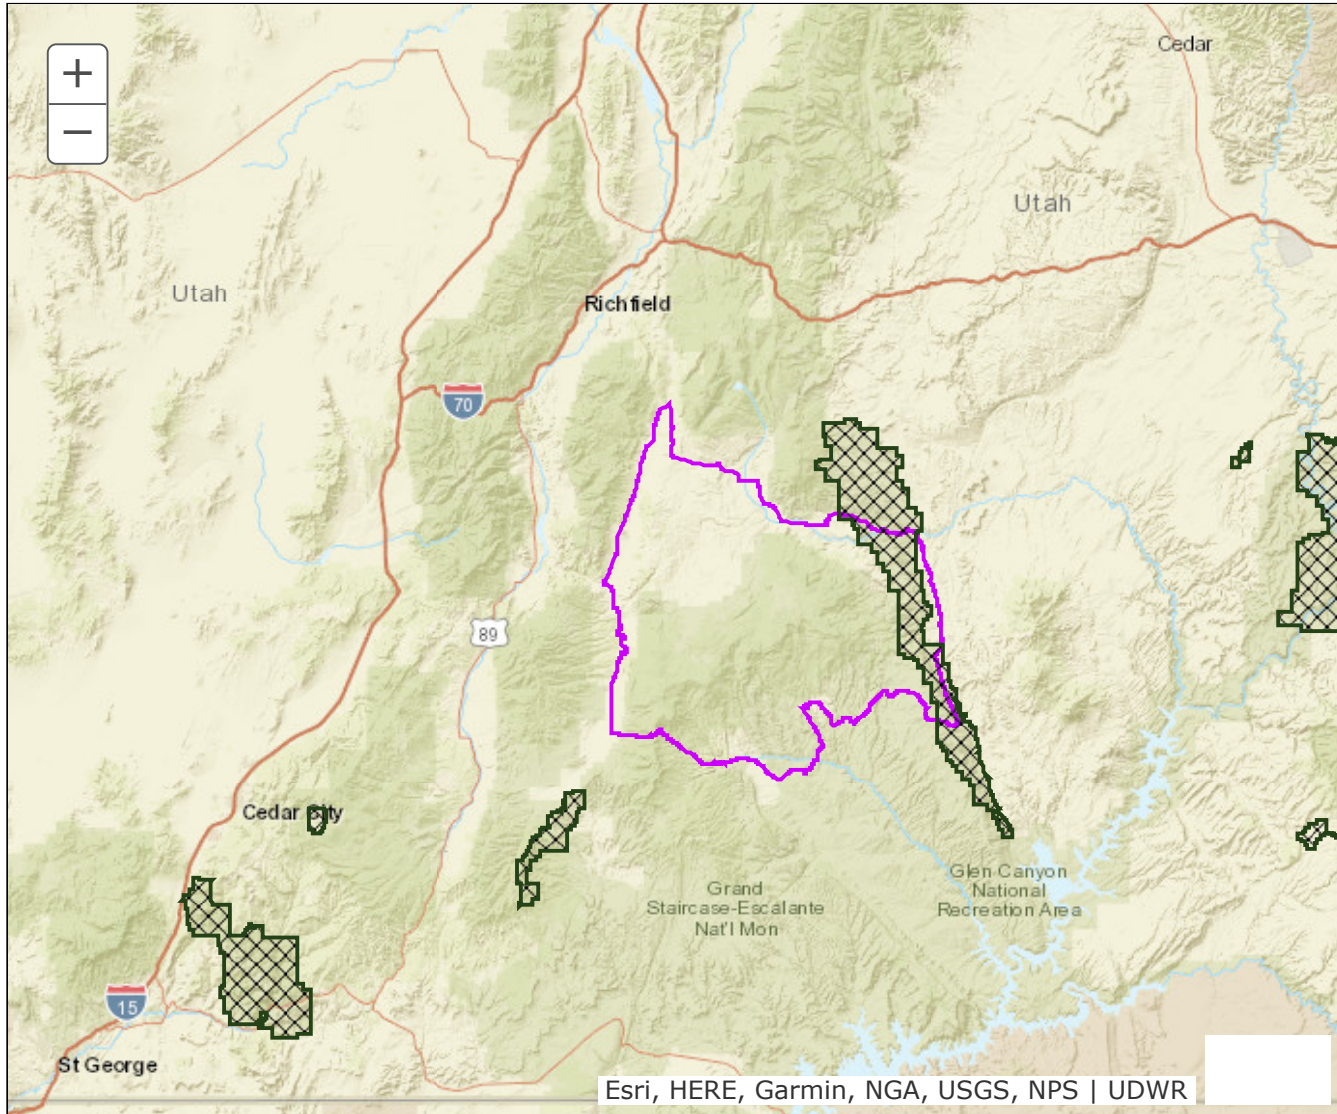 +
Cedar
−
Utah
Utah
Richfield
70
89
Cedar City
Glen Canyon
National
Recreation Area
Grand
Staircase-Escalante
Nat'l Mon
15
St George
Esri, HERE, Garmin, NGA, USGS, NPS | UDWR